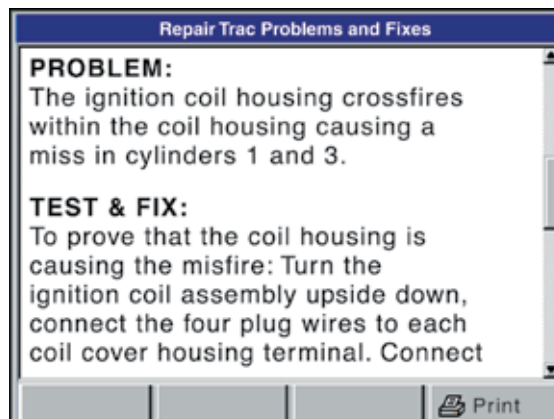 Repair Trac Problems and Fixes
PROBLEM:
The ignition coil housing crossfires
within the coil housing causing a
miss in cylinders 1 and 3.
TEST & FIX:
To prove that the coil housing is
causing the misfire: Turn the
ignition coil assembly upside down,
connect the four plug wires to each
coil cover housing terminal. Connect
Print